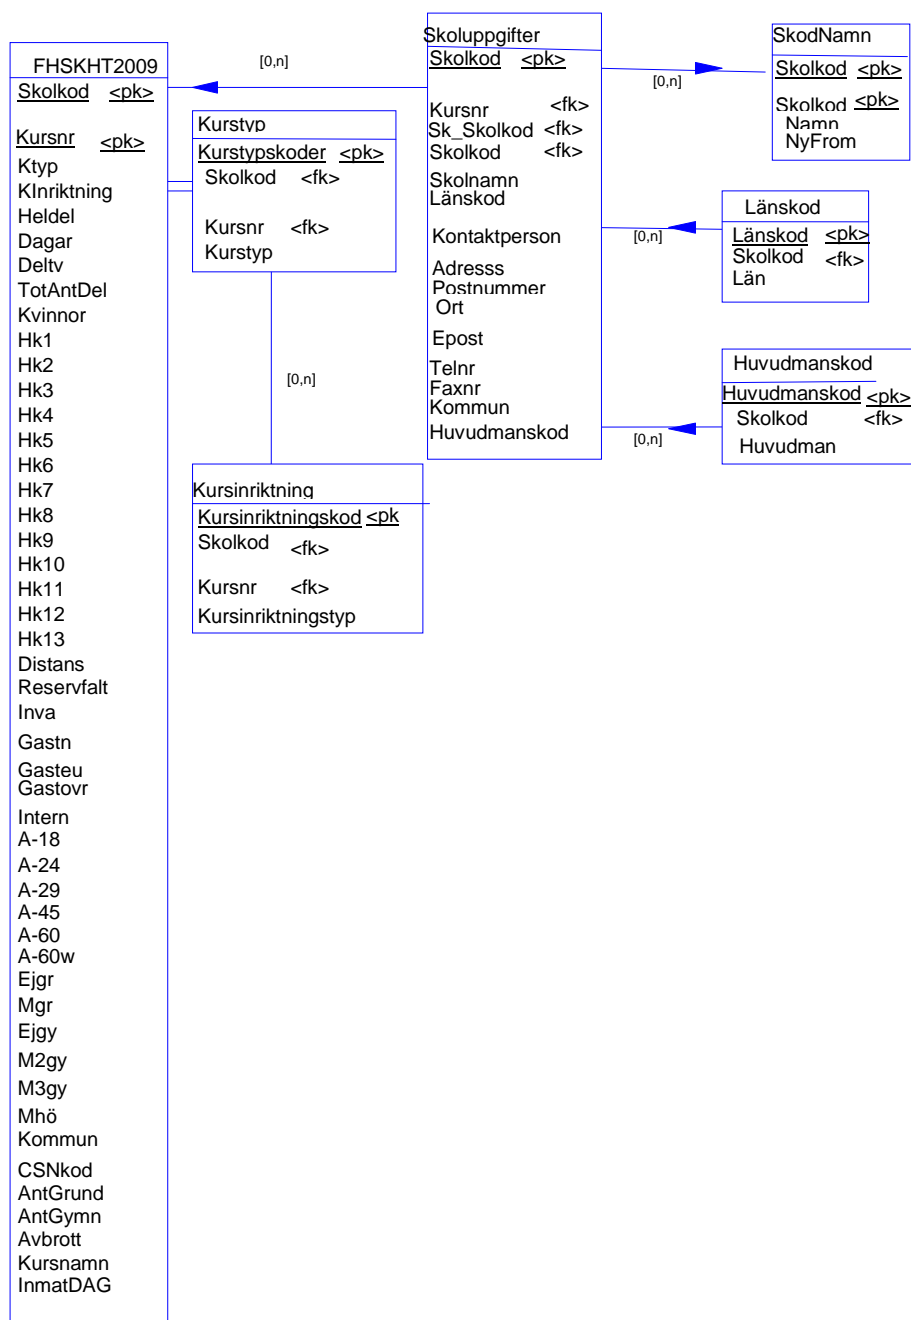 FHSKHT2009
Skolkod <pk>
Kursnr <pk>
Ktyp
KInriktning
Heldel
Dagar
Deltv
TotAntDel
Kvinnor
Hk1
Hk2
Hk3
Hk4
Hk5
Hk6
Hk7
Hk8
Hk9
Hk10
Hk11
Hk12
Hk13
Distans
Reservfalt
Inva
Gastn
Gasteu
Gastovr
Intern
A-18
A-24
A-29
A-45
A-60
A-60w
Ejgr
Mgr
Ejgy
M2gy
M3gy
Mhö
Kommun
CSNkod
AntGrund
AntGymn
Avbrott
Kursnamn
InmatDAG
[0,n]
Kurstyp
Kurstypskoder <pk>
Skolkod <fk>
Kursnr <fk>
Kurstyp
[0,n]
Kursinriktning
Kursinriktningskod <pk
Skolkod <fk>
Kursnr <fk>
Kursinriktningstyp
Skoluppgifter
Skolkod <pk>
Kursnr <fk>
Sk_Skolkod <fk>
Skolkod <fk>
Skolnamn
Länskod
Kontaktperson
Adresss
Postnummer
Ort
Epost
Telnr
Faxnr
Kommun
Huvudmanskod
[0,n]
SkodNamn
Skolkod <pk>
Skolkod <pk>
Namn
NyFrom
[0,n]
Länskod
Länskod <pk>
Skolkod <fk>
Län
[0,n]
Huvudmanskod
Huvudmanskod <pk>
Skolkod <fk>
Huvudman